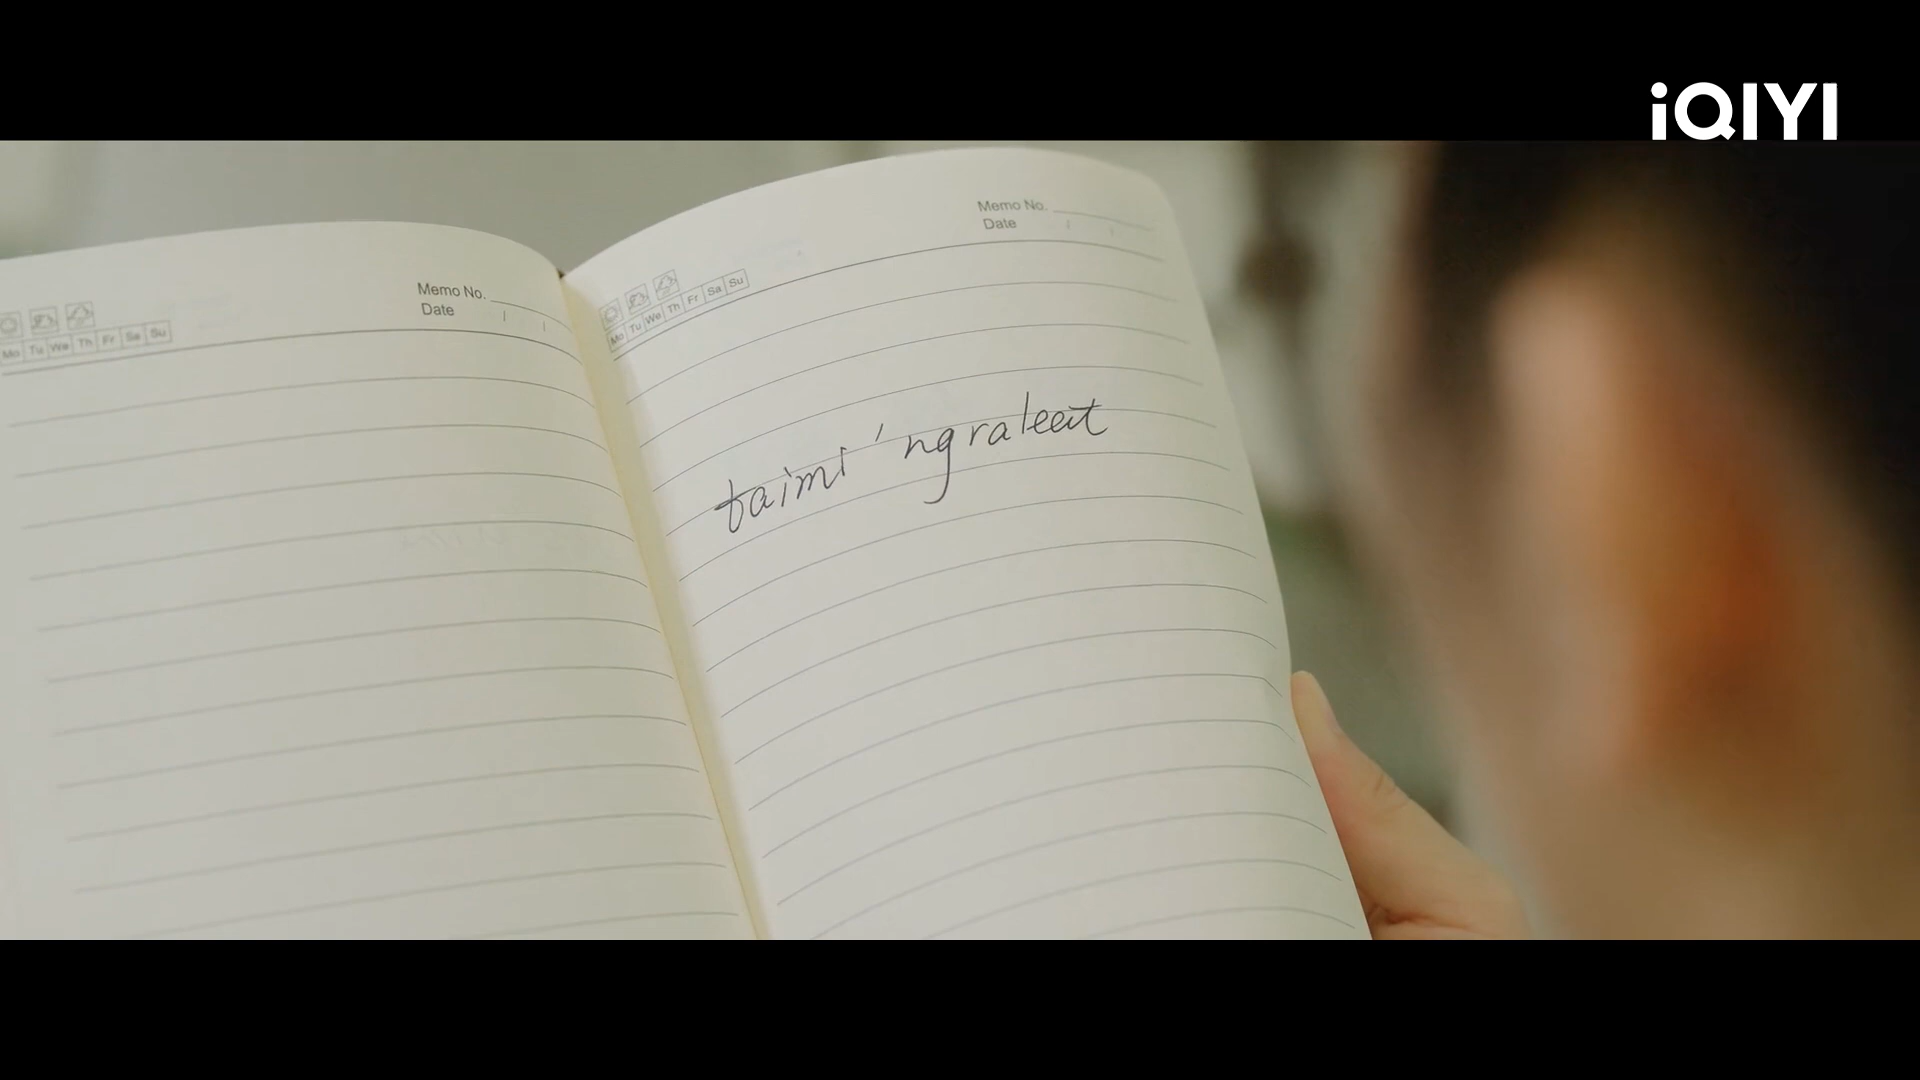 iQIYI
Memo No.
Date
Mo Tu We Th Fr Sa Su
Memo No.
Date
Mo Tu We Th Fr Sa Su
taimi'ngraleet